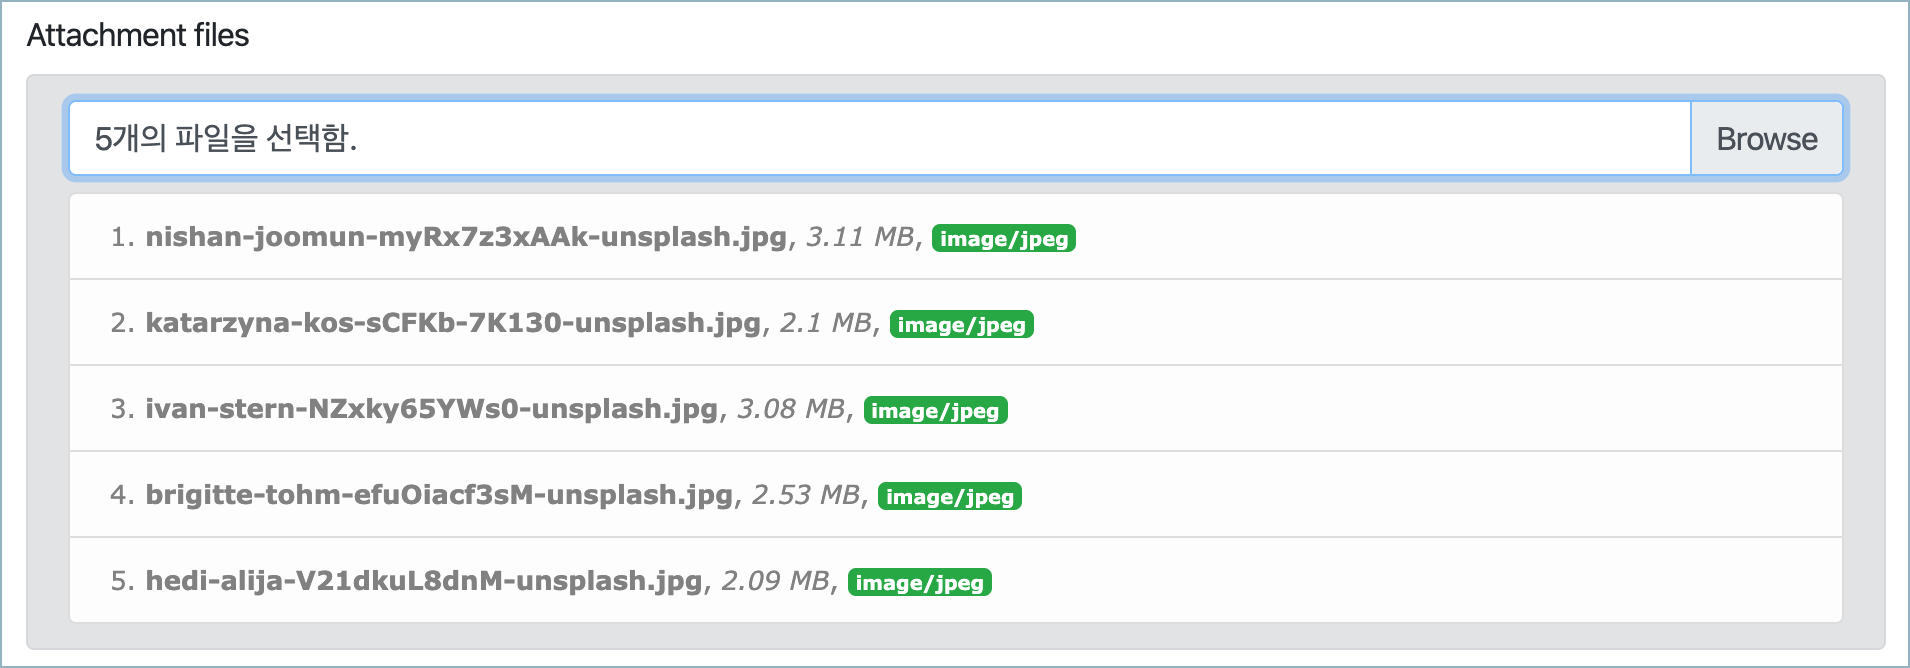 Attachment files
5개의 파일을 선택함.
Browse
1. nishan-joomun-myRx7z3xAAk-unsplash.jpg, 3.11 MB, image/jpeg
2. katarzyna-kos-sCFKb-7K130-unsplash.jpg, 2.1 MB, image/jpeg
3. ivan-stern-NZxky65YWs0-unsplash.jpg, 3.08 MB, image/jpeg
4. brigitte-tohm-efuOiacf3sM-unsplash.jpg, 2.53 MB, image/jpeg
5. hedi-alija-V21dkuL8dnM-unsplash.jpg, 2.09 MB, image/jpeg